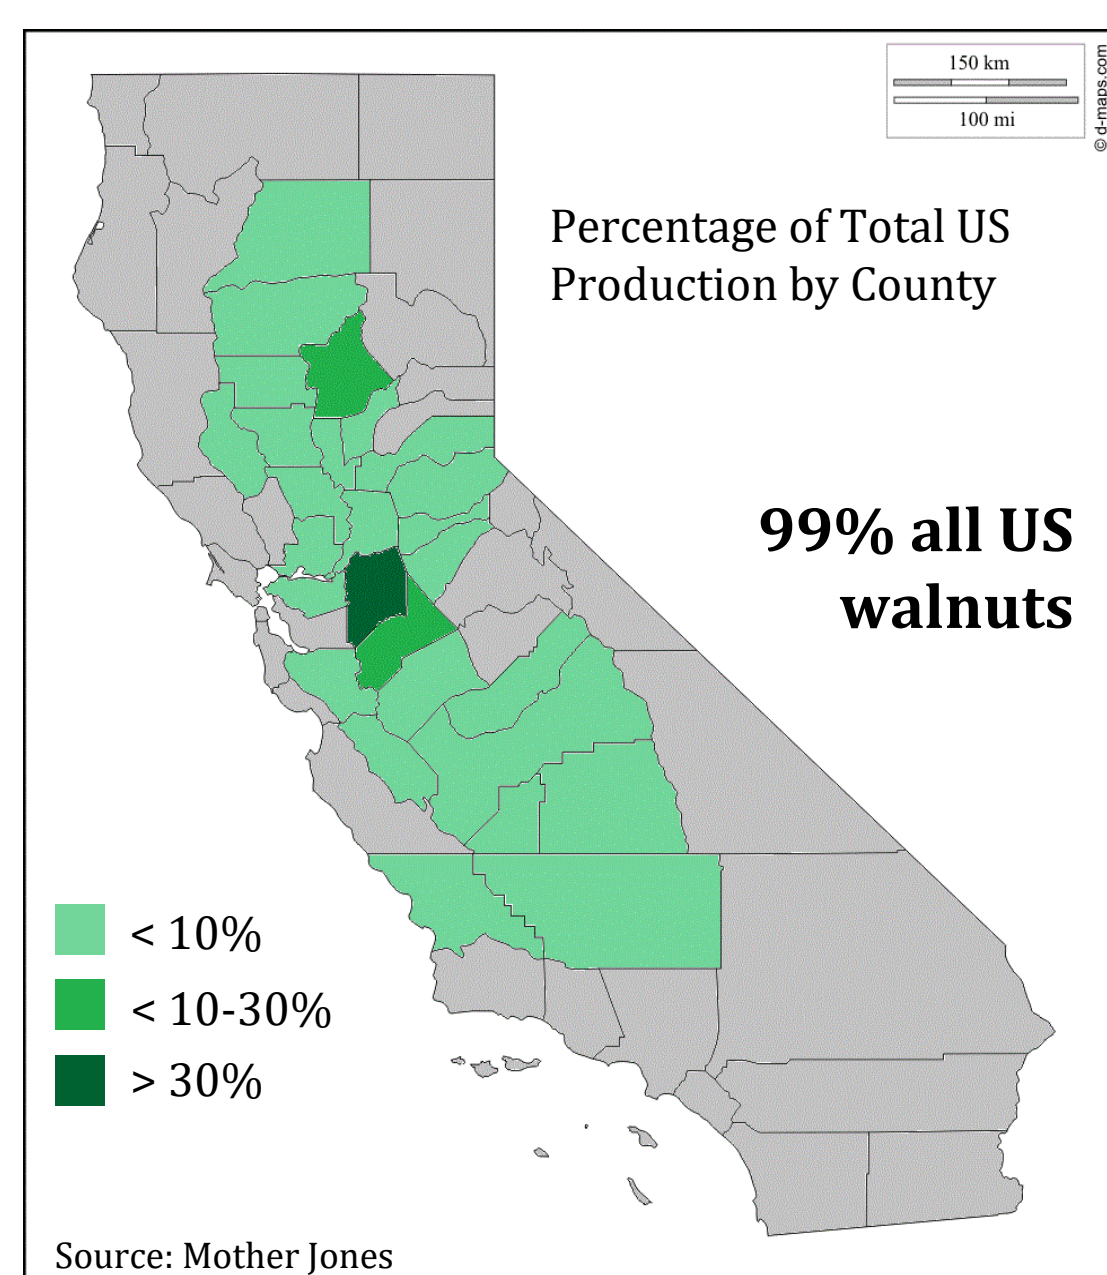 150 km
100 mi
© d-maps.com
Percentage of Total US
Production by County
99% all US
walnuts
< 10%
< 10-30%
> 30%
Source: Mother Jones